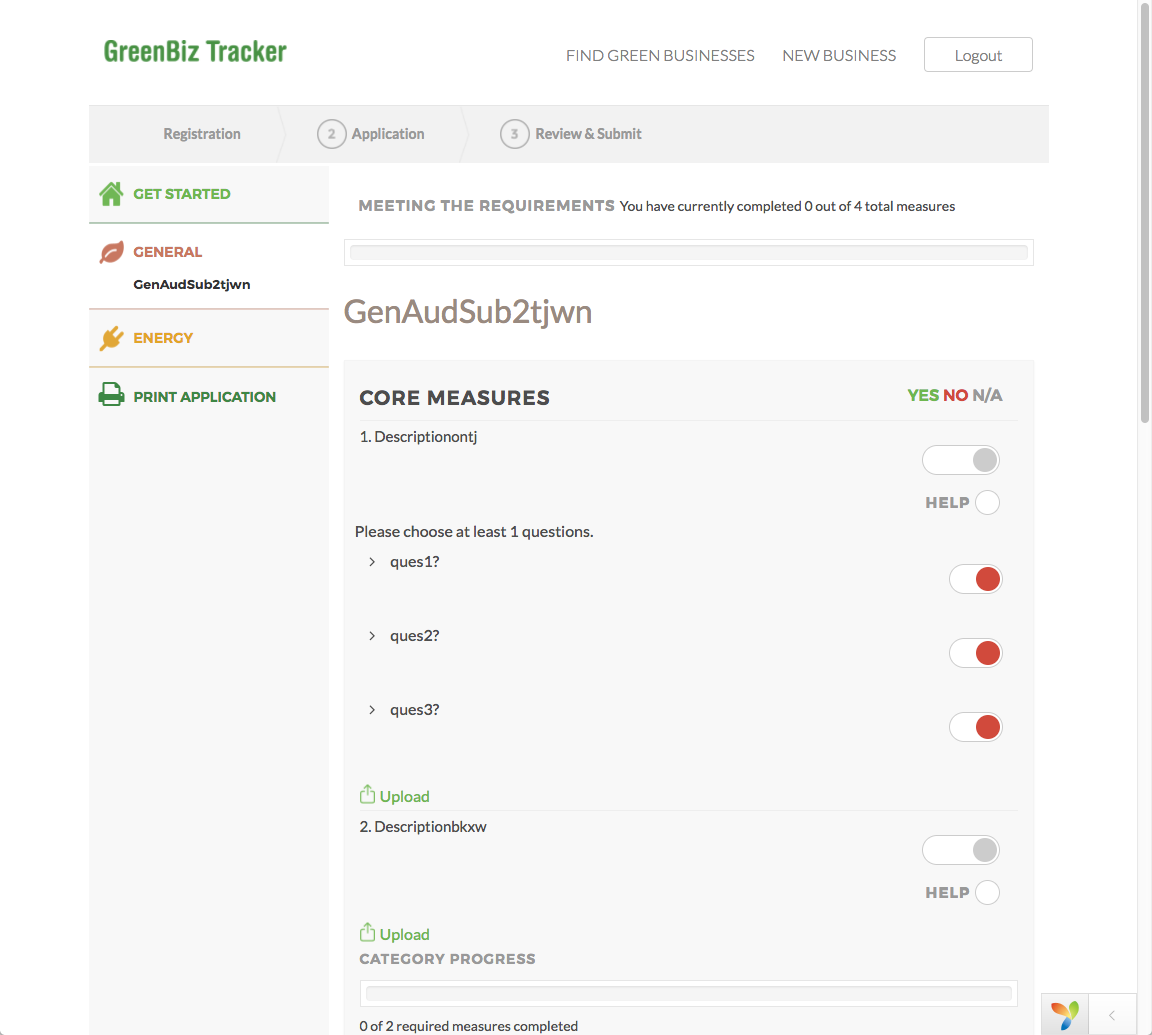 GreenBiz Tracker
FIND GREEN BUSINESSES NEW BUSINESS Logout
Registration 2 Application 3 Review & Submit
GET STARTED
GENERAL
GenAudSub2tjwn
ENERGY
PRINT APPLICATION
MEETING THE REQUIREMENTS You have currently completed 0 out of 4 total measures
GenAudSub2tjwn
CORE MEASURES YES NO N/A
1. Descriptionontj
HELP
Please choose at least 1 questions.
ques1?
ques2?
ques3?
Upload
2. Descriptionbkxw
HELP
Upload
CATEGORY PROGRESS
0 of 2 required measures completed